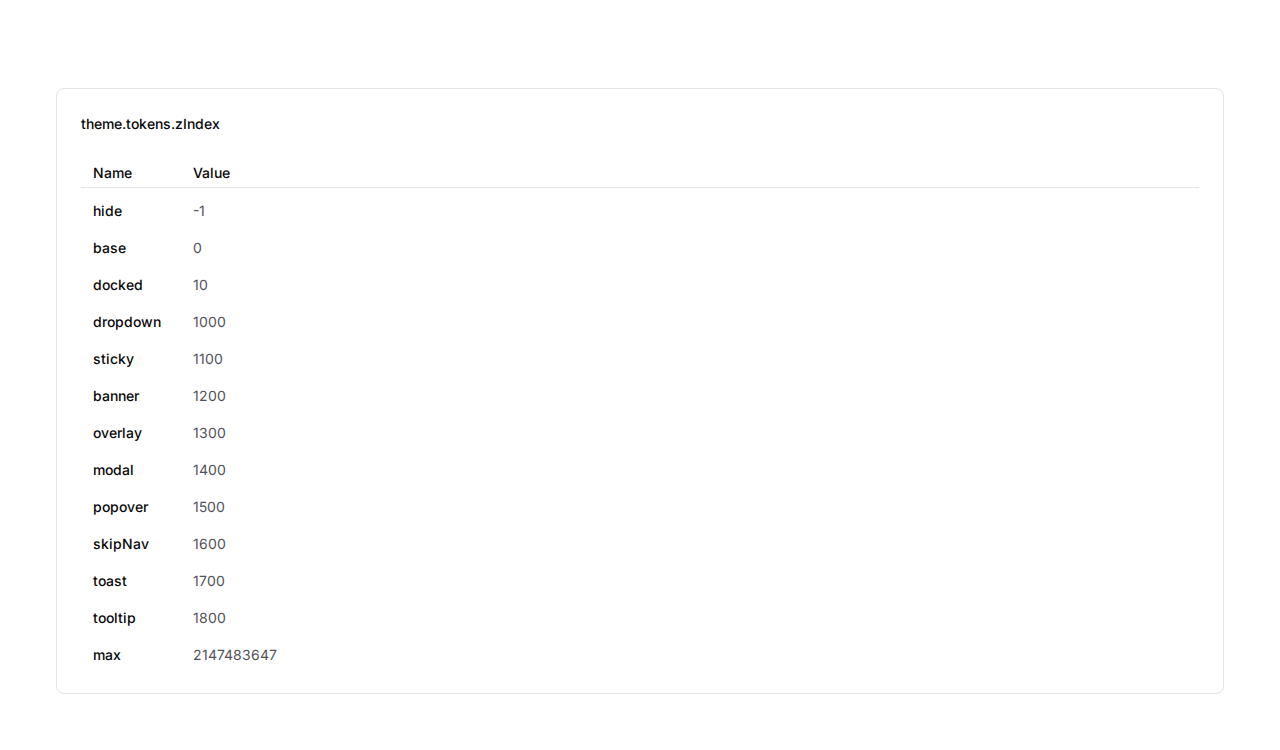 theme.tokens.zIndex
Name Value
hide -1
base 0
docked 10
dropdown 1000
sticky 1100
banner 1200
overlay 1300
modal 1400
popover 1500
skipNav 1600
toast 1700
tooltip 1800
max 2147483647